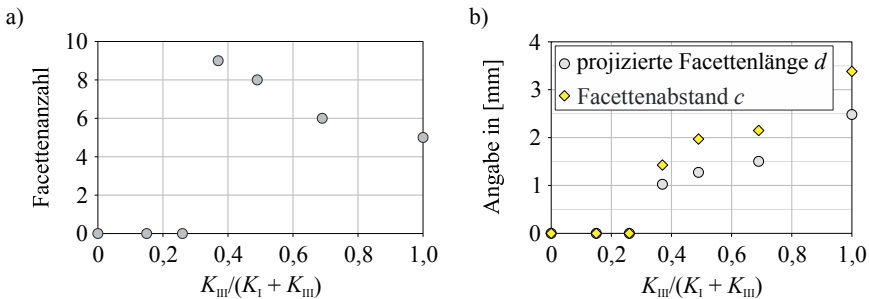 a)
Facettenanzahl
10
8
6
4
2
0
0 0,2 0,4 0,6 0,8 1,0
K_III/(K_I + K_III)
b)
Angabe in [mm]
4
3
2
1
0
projizierte Facettenlänge d
Facettenabstand c
0 0,2 0,4 0,6 0,8 1,0
K_III/(K_I + K_III)